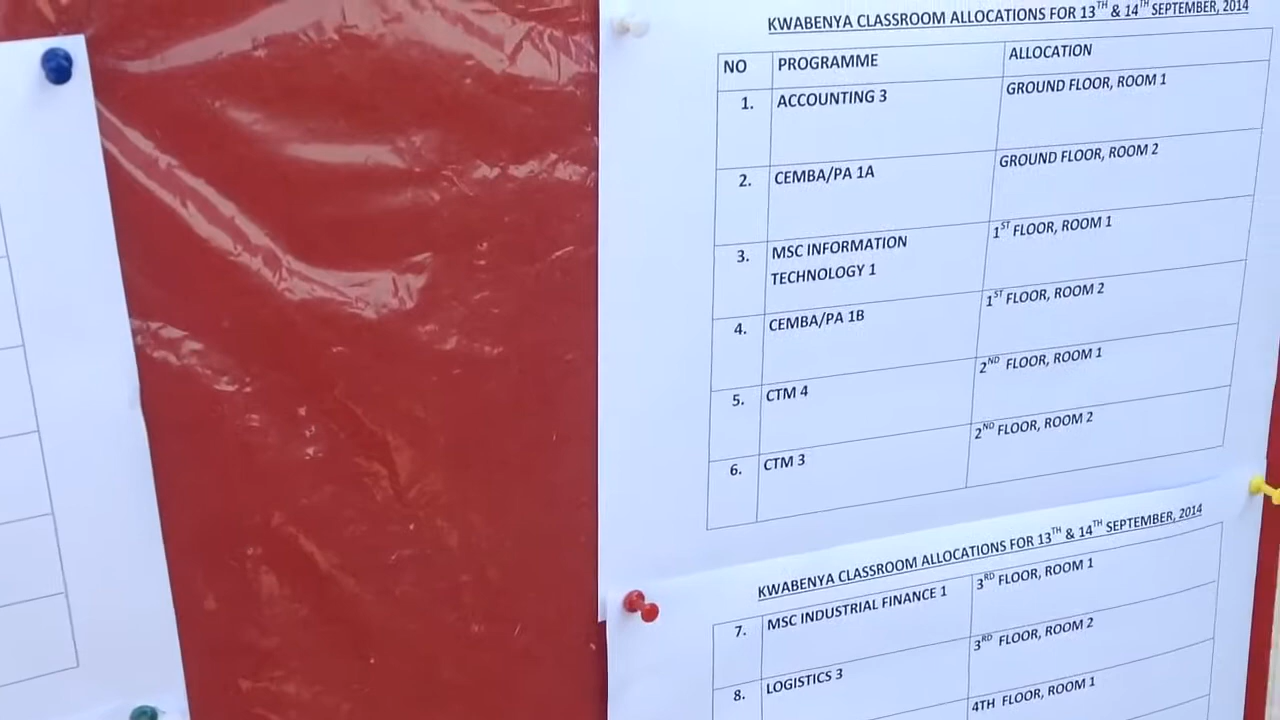 KWABENYA CLASSROOM ALLOCATIONS FOR 13TH & 14TH SEPTEMBER, 2014
NO PROGRAMME ALLOCATION
1. ACCOUNTING 3 GROUND FLOOR, ROOM 1
2. CEMBA/PA 1A GROUND FLOOR, ROOM 2
3. MSC INFORMATION TECHNOLOGY 1 1ST FLOOR, ROOM 1
4. CEMBA/PA 1B 1ST FLOOR, ROOM 2
5. CTM 4 2ND FLOOR, ROOM 1
6. CTM 3 2ND FLOOR, ROOM 2
KWABENYA CLASSROOM ALLOCATIONS FOR 13TH & 14TH SEPTEMBER, 2014
7. MSC INDUSTRIAL FINANCE 1 3RD FLOOR, ROOM 1
8. LOGISTICS 3 3RD FLOOR, ROOM 2
4TH FLOOR, ROOM 1